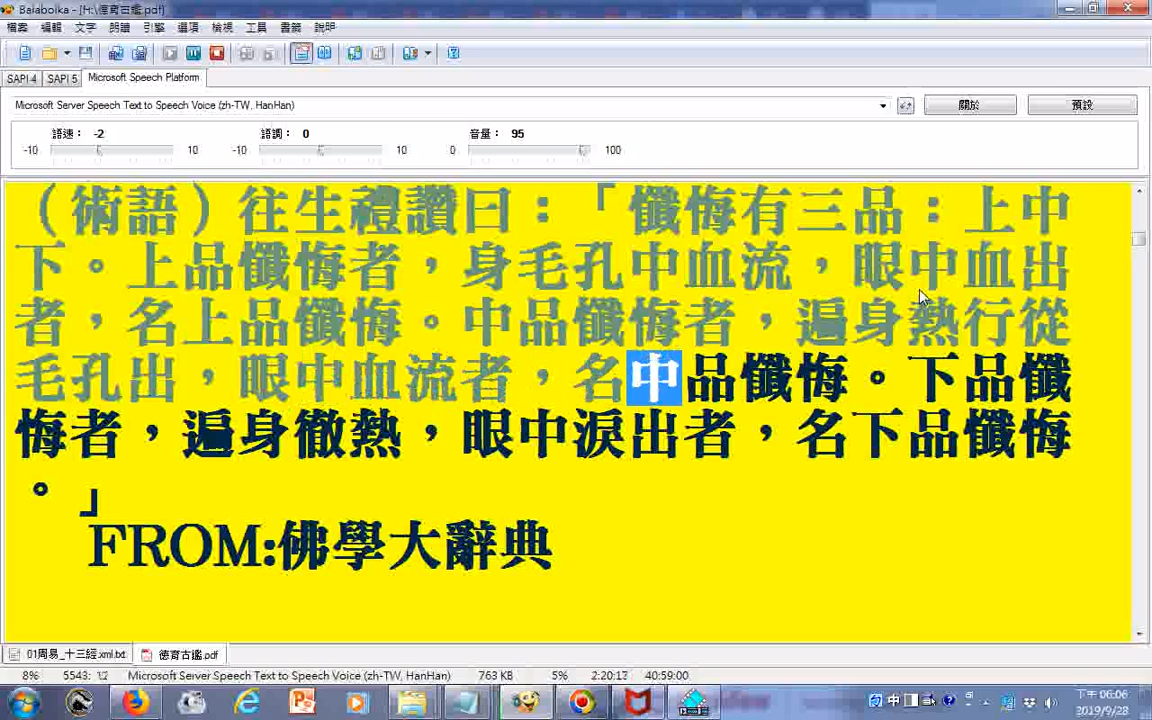 Balabolka - [H:\德育古鑑.pdf]
檔案 編輯 文字 朗讀 引擎 選項 檢視 工具 書籤 說明
SAPI 4 SAPI 5 Microsoft Speech Platform
Microsoft Server Speech Text to Speech Voice (zh-TW, HanHan) 關於 預設
語速： -2 語調： 0 音量： 95
-10 10 -10 10 0 100
（術語）往生禮讚曰：「懺悔有三品：上中
下。上品懺悔者，身毛孔中血流，眼中血出
者，名上品懺悔。中品懺悔者，遍身熱行從
毛孔出，眼中血流者，名中品懺悔。下品懺
悔者，遍身徹熱，眼中淚出者，名下品懺悔
。」
FROM:佛學大辭典
01周易_十三經.xml.txt 德育古鑑.pdf
8% 5543: 12 Microsoft Server Speech Text to Speech Voice (zh-TW, HanHan) 763 KB 5% 2:20:13 40:59:00
中 下午 06:06
2019/9/28